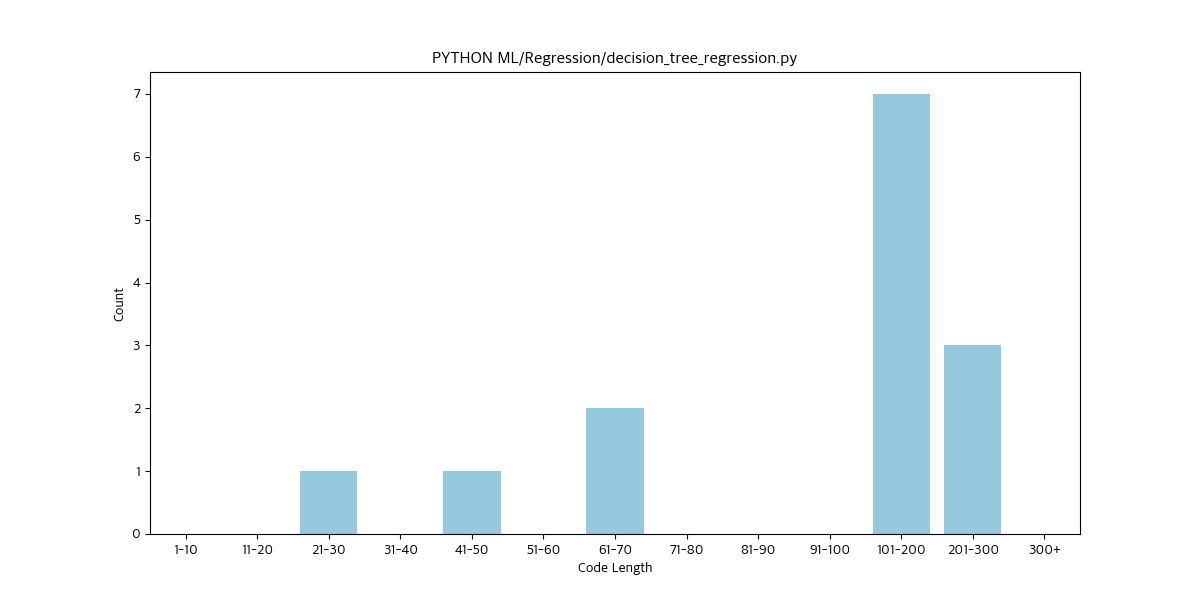 PYTHON ML/Regression/decision_tree_regression.py
7
6
5
4
3
2
1
0
Count
1-10 11-20 21-30 31-40 41-50 51-60 61-70 71-80 81-90 91-100 101-200 201-300 300+
Code Length